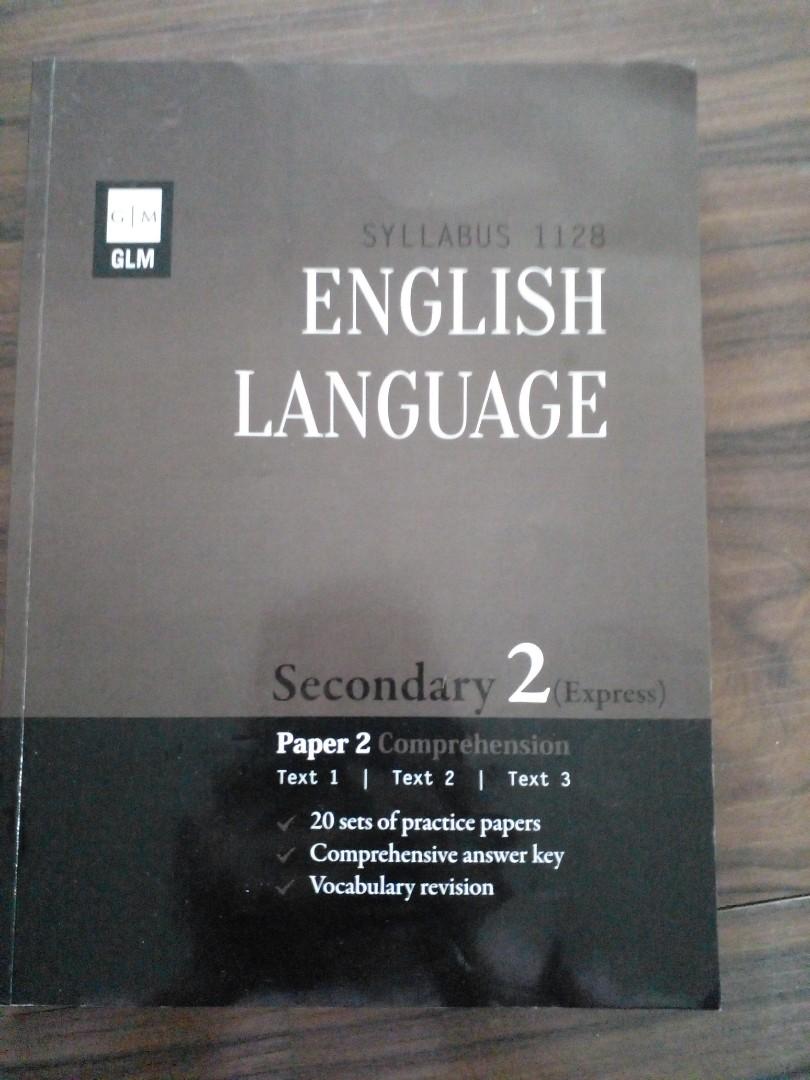 G|M
GLM
SYLLABUS 1128
ENGLISH
LANGUAGE
Secondary 2 (Express)
Paper 2 Comprehension
Text 1 | Text 2 | Text 3
20 sets of practice papers
Comprehensive answer key
Vocabulary revision